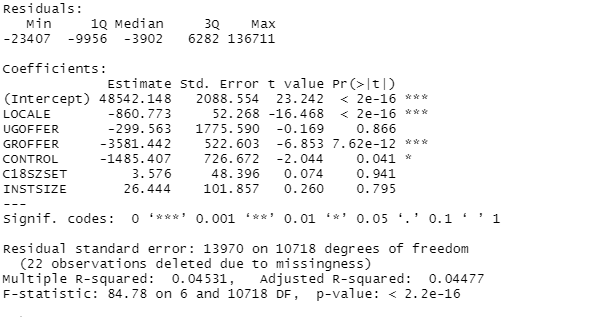 Residuals:
   Min     1Q Median     3Q    Max
-23407  -9956  -3902   6282 136711
Coefficients:
             Estimate Std. Error t value Pr(>|t|)
(Intercept) 48542.148   2088.554  23.242  < 2e-16 ***
LOCALE       -860.773     52.268 -16.468  < 2e-16 ***
UGOFFER      -299.563   1775.590  -0.169    0.866
GROFFER     -3581.442    522.603  -6.853 7.62e-12 ***
CONTROL     -1485.407    726.672  -2.044    0.041 *
C18SZSET        3.576     48.396   0.074    0.941
INSTSIZE       26.444    101.857   0.260    0.795
---
Signif. codes:  0 ‘***’ 0.001 ‘**’ 0.01 ‘*’ 0.05 ‘.’ 0.1 ‘ ’ 1
Residual standard error: 13970 on 10718 degrees of freedom
  (22 observations deleted due to missingness)
Multiple R-squared:  0.04531,   Adjusted R-squared:  0.04477
F-statistic: 84.78 on 6 and 10718 DF,  p-value: < 2.2e-16